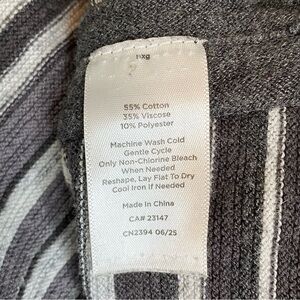 55% Cotton
35% Viscose
10% Polyester
Machine Wash Cold
Gentle Cycle
Only Non-Chlorine Bleach
When Needed
Reshape, Lay Flat To Dry
Cool Iron if Needed
Made in China
CA# 23147
CN2394 06/25